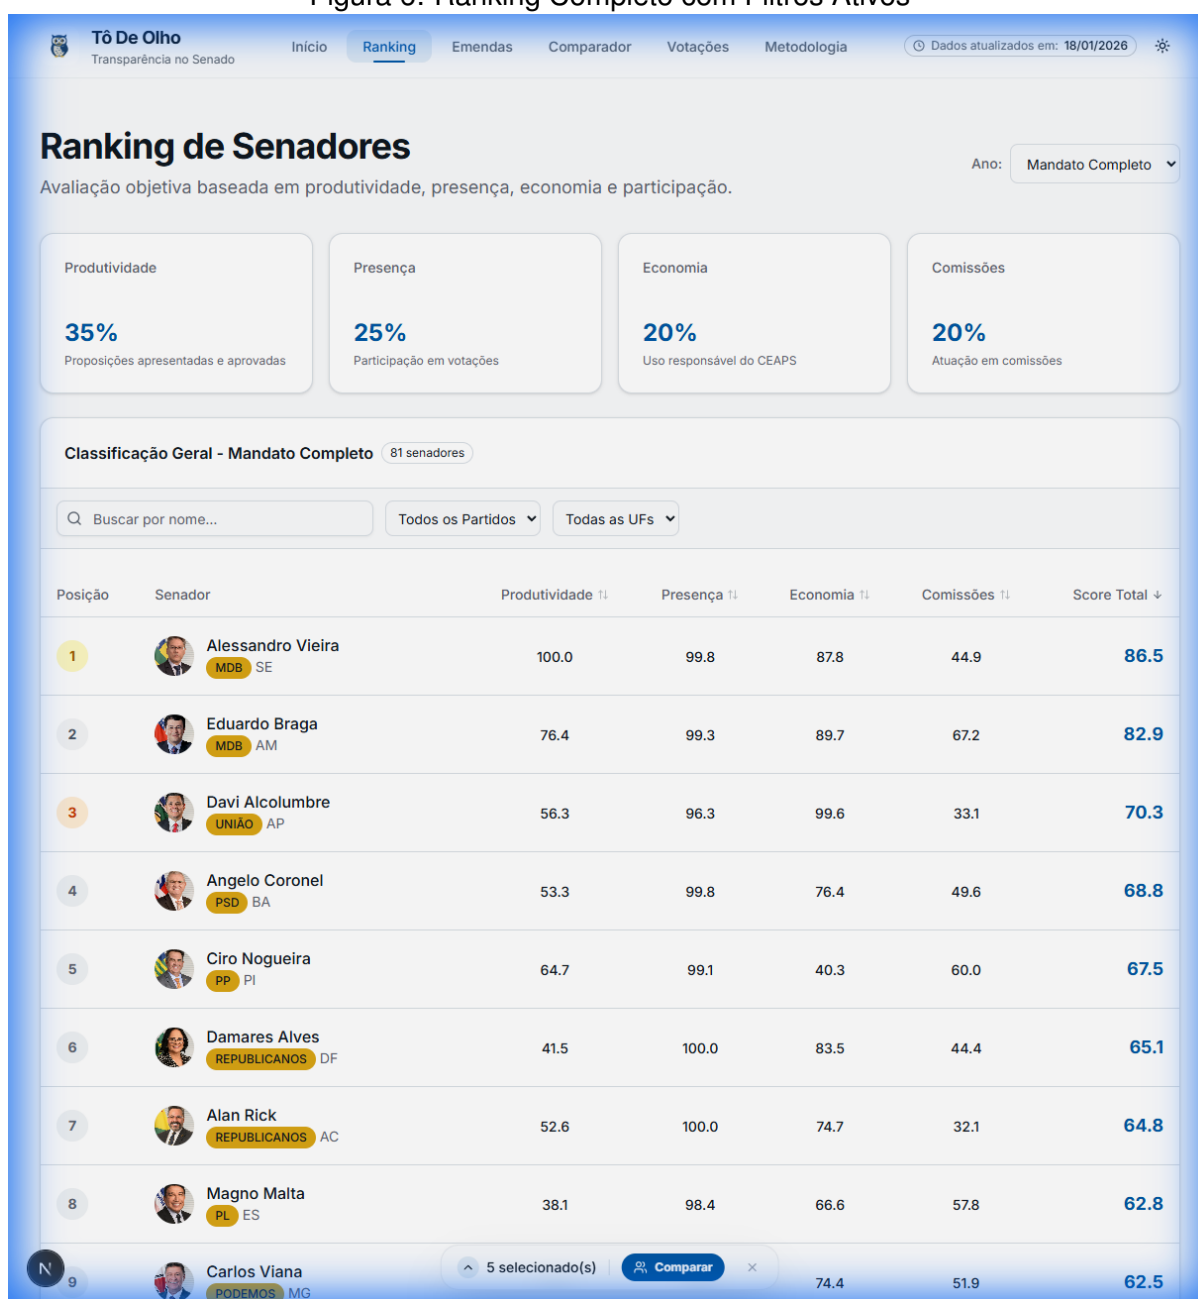 Figura 6: Ranking Completo com Filtros Ativos
Tô De Olho
Transparência no Senado
Início Ranking Emendas Comparador Votações Metodologia
Dados atualizados em: 18/01/2026
Ranking de Senadores
Avaliação objetiva baseada em produtividade, presença, economia e participação.
Ano: Mandato Completo
Produtividade
35%
Proposições apresentadas e aprovadas
Presença
25%
Participação em votações
Economia
20%
Uso responsável do CEAPS
Comissões
20%
Atuação em comissões
Classificação Geral - Mandato Completo 81 senadores
Buscar por nome... Todos os Partidos Todas as UFs
Posição Senador Produtividade Presença Economia Comissões Score Total
1 Alessandro Vieira 100.0 99.8 87.8 44.9 86.5
MDB SE
2 Eduardo Braga 76.4 99.3 89.7 67.2 82.9
MDB AM
3 Davi Alcolumbre 56.3 96.3 99.6 33.1 70.3
UNIÃO AP
4 Angelo Coronel 53.3 99.8 76.4 49.6 68.8
PSD BA
5 Ciro Nogueira 64.7 99.1 40.3 60.0 67.5
PP PI
6 Damares Alves 41.5 100.0 83.5 44.4 65.1
REPUBLICANOS DF
7 Alan Rick 52.6 100.0 74.7 32.1 64.8
REPUBLICANOS AC
8 Magno Malta 38.1 98.4 66.6 57.8 62.8
PL ES
N
9 Carlos Viana 74.4 51.9 62.5
PODEMOS MG
5 selecionado(s) Comparar